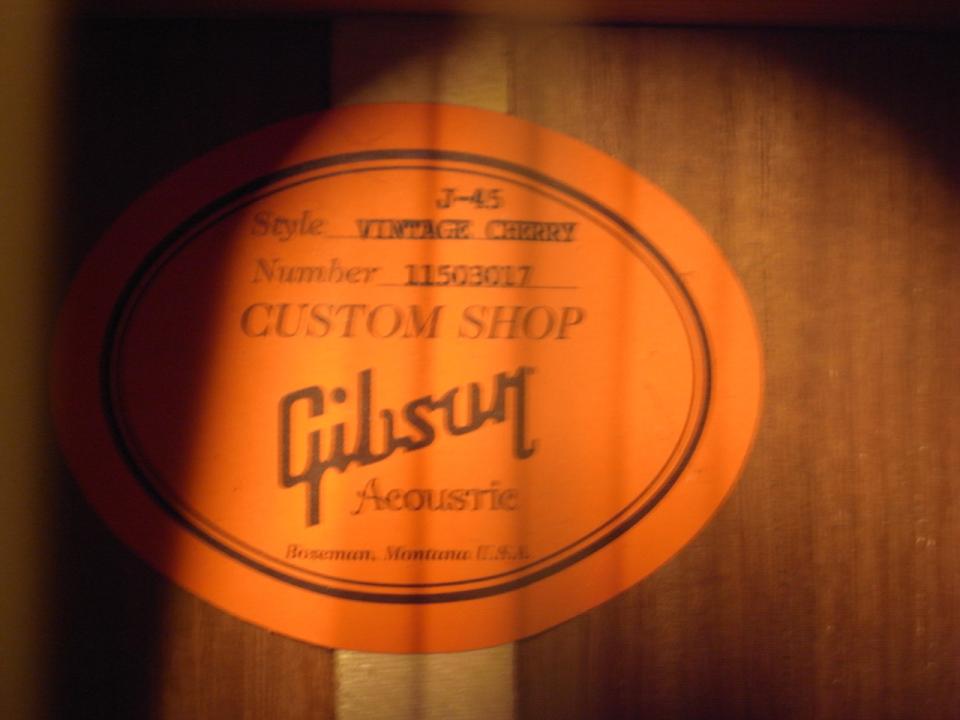 J-45
Style VINTAGE CHERRY
Number 11503017
CUSTOM SHOP
Gibson
Acoustic
Bozeman, Montana U.S.A.